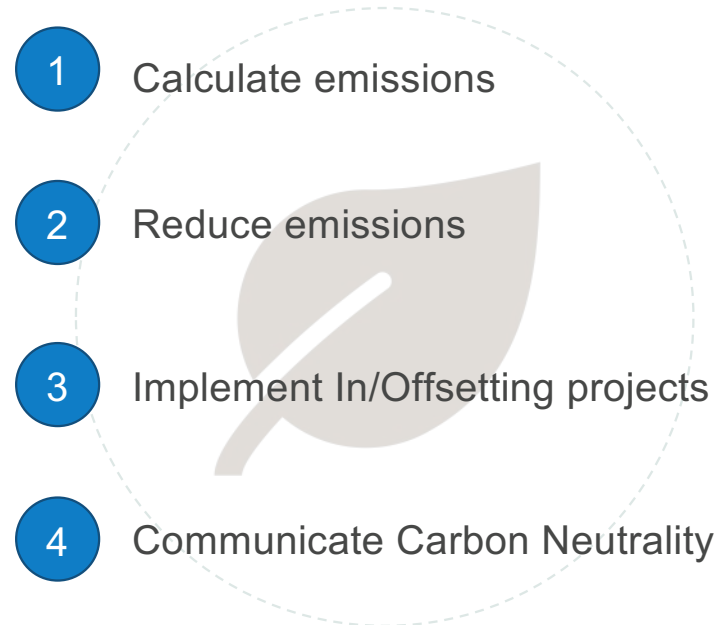 1 Calculate emissions
2 Reduce emissions
3 Implement In/Offsetting projects
4 Communicate Carbon Neutrality